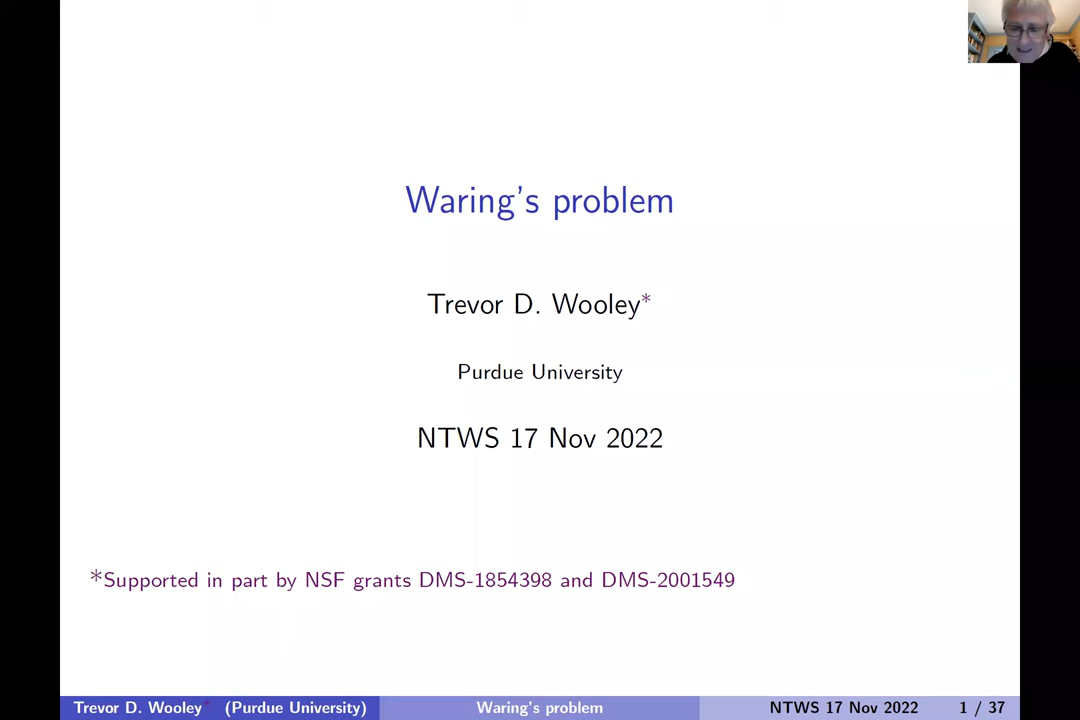 Waring's problem
Trevor D. Wooley*
Purdue University
NTWS 17 Nov 2022
*Supported in part by NSF grants DMS-1854398 and DMS-2001549
Trevor D. Wooley* (Purdue University) Waring's problem NTWS 17 Nov 2022 1 / 37